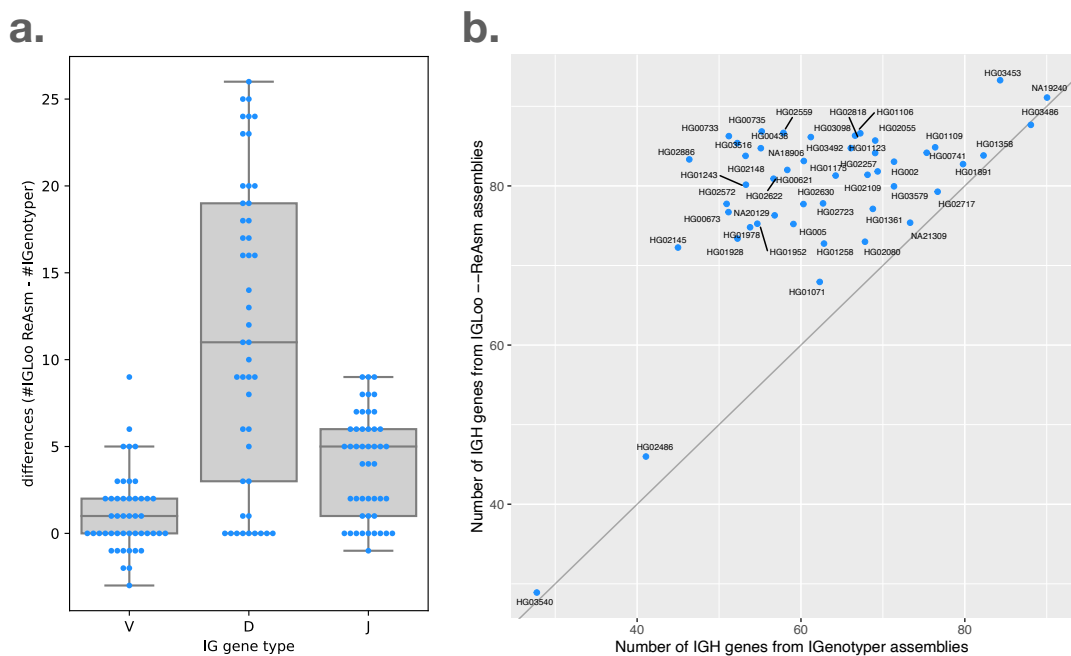 a.
differences (#IGLoo ReAsm - #IGenotyper)
25
20
15
10
5
0
V
D
J
IG gene type
b.
Number of IGH genes from IGLoo --ReAsm assemblies
80
60
40
40
60
80
Number of IGH genes from IGenotyper assemblies
HG03453
NA19240
HG03486
HG02559
HG02818
HG01106
HG00735
HG00733
HG00438
HG03098
HG02055
HG03516
HG01109
HG01358
HG02886
NA18906
HG03492
HG01123
HG00741
HG02148
HG01175
HG02257
HG002
HG01891
HG01243
HG00621
HG02572
HG02622
HG02630
HG02109
HG03579
HG02717
HG00673
NA20129
HG02723
HG01361
HG01978
HG005
NA21309
HG02145
HG01928
HG01952
HG01258
HG02080
HG01071
HG02486
HG03540